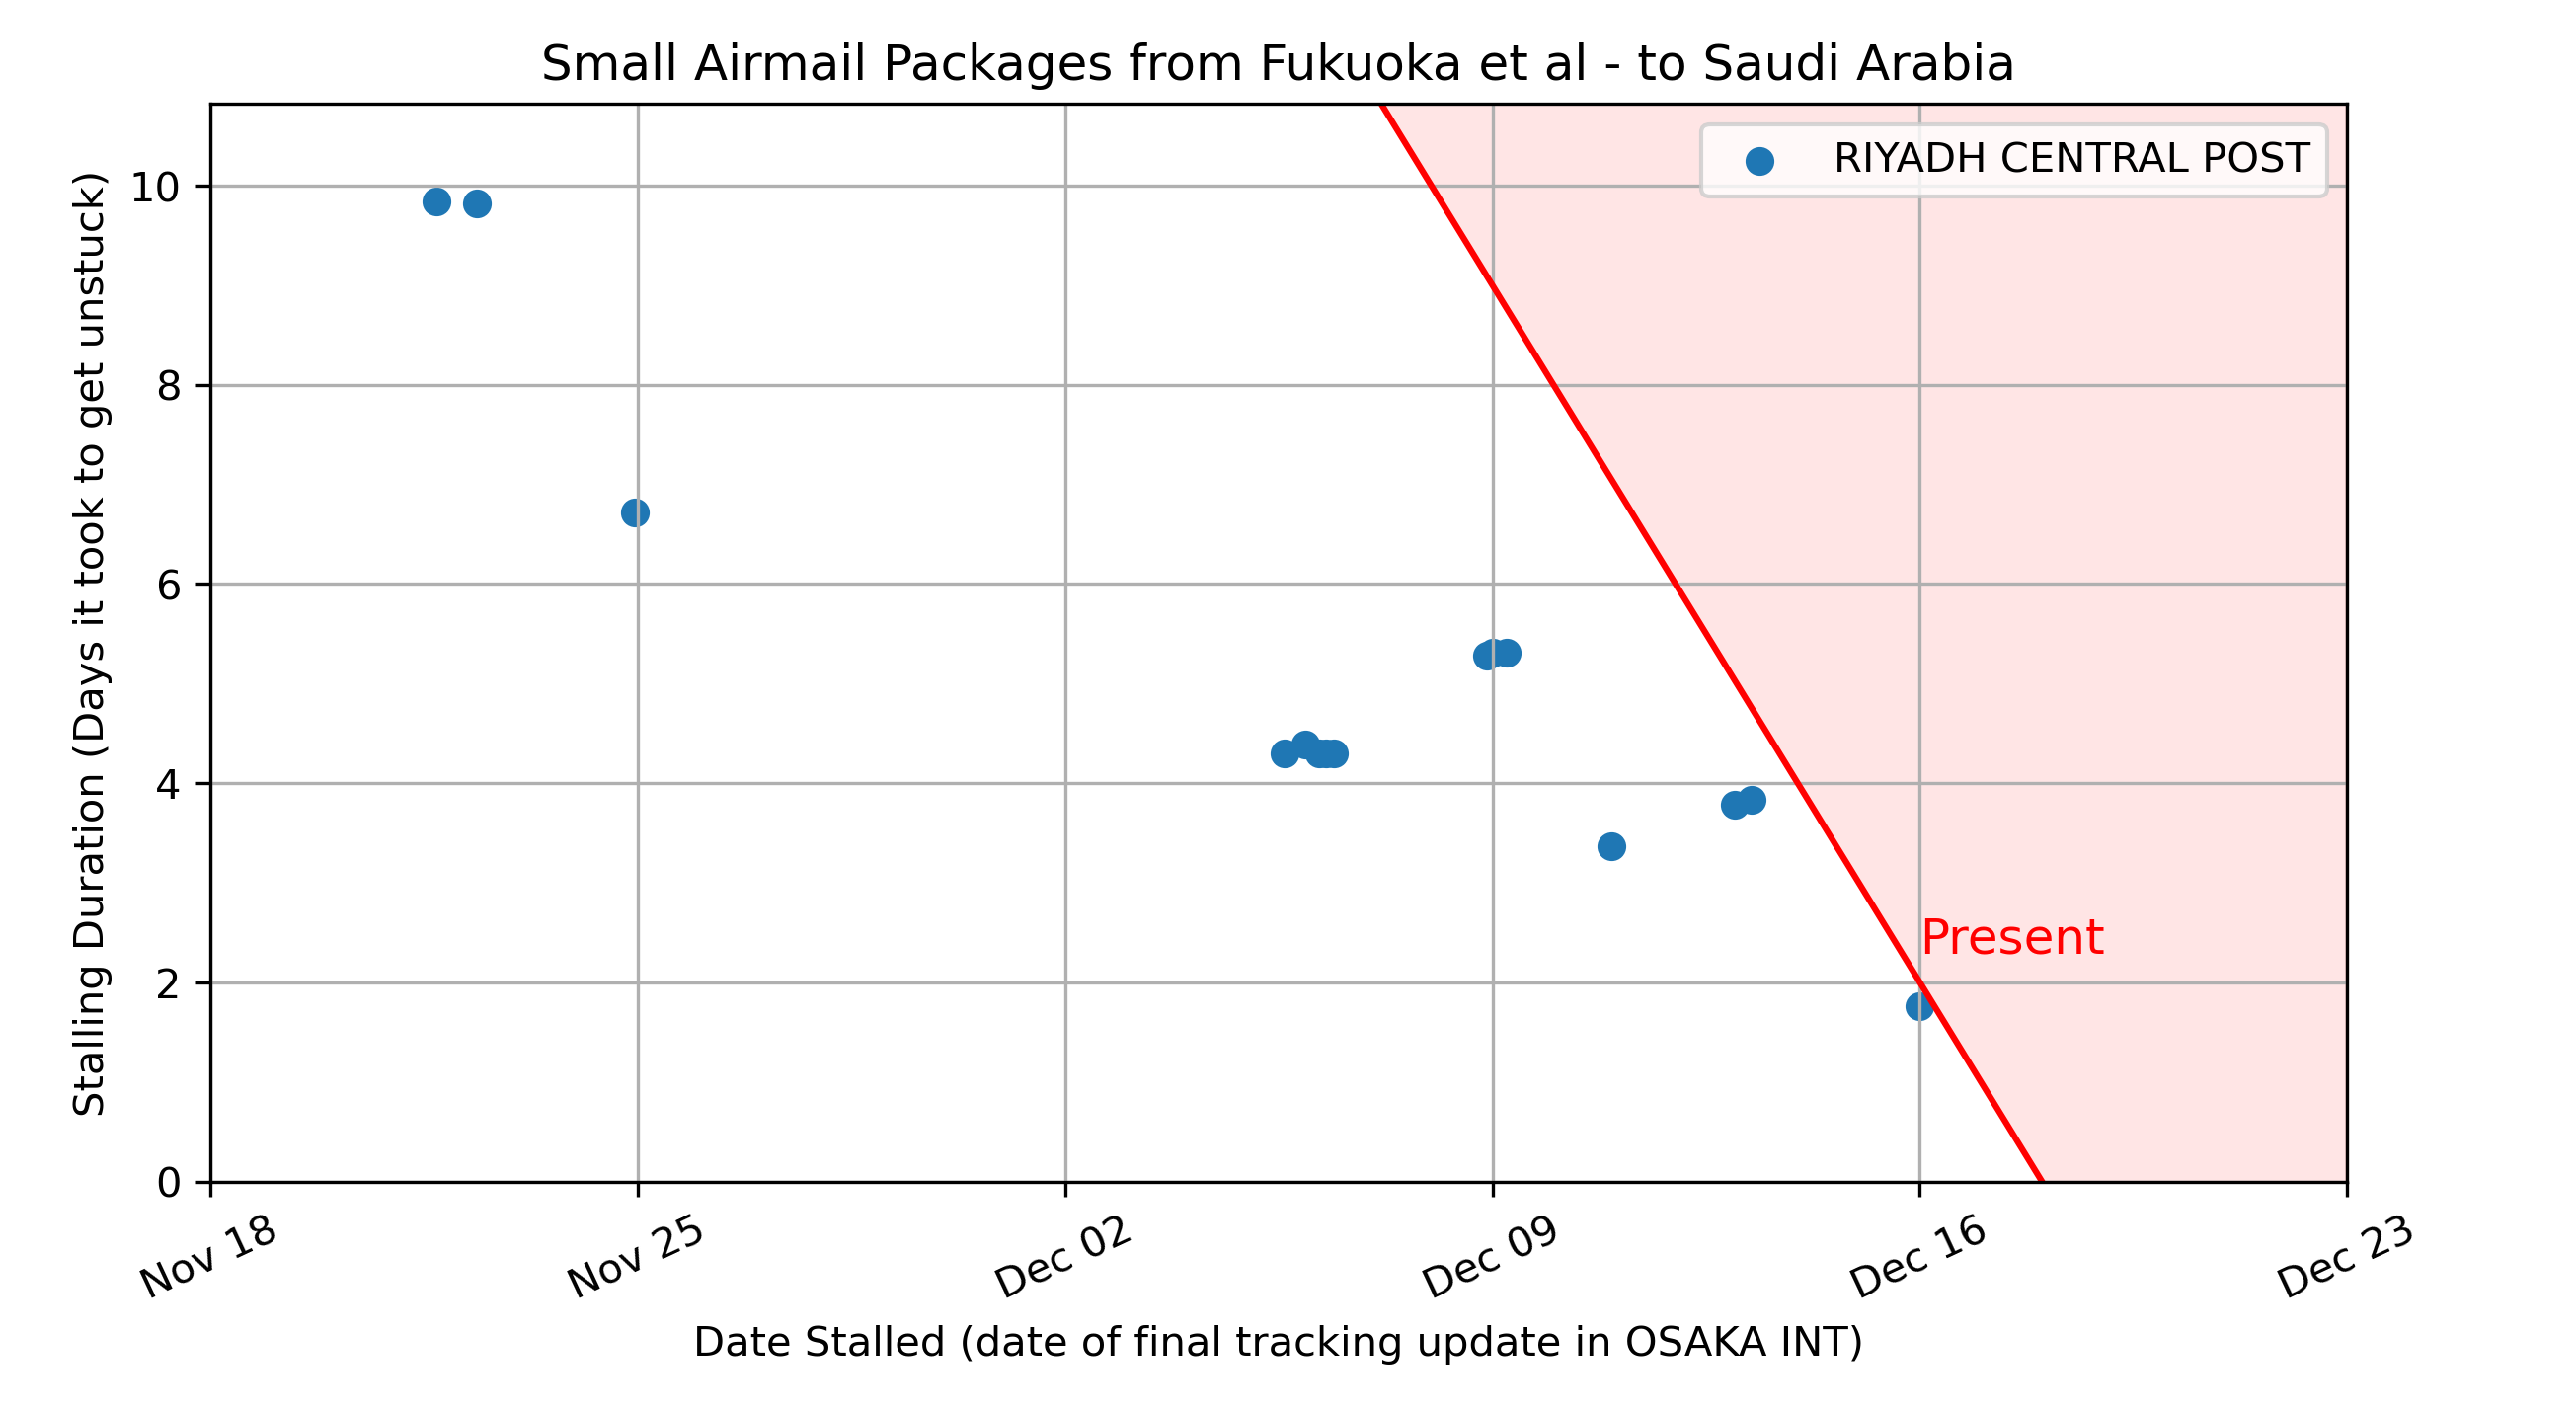 Small Airmail Packages from Fukuoka et al - to Saudi Arabia
RIYADH CENTRAL POST
Stalling Duration (Days it took to get unstuck)
10
8
6
4
2
0
Present
Nov 18
Nov 25
Dec 02
Dec 09
Dec 16
Dec 23
Date Stalled (date of final tracking update in OSAKA INT)